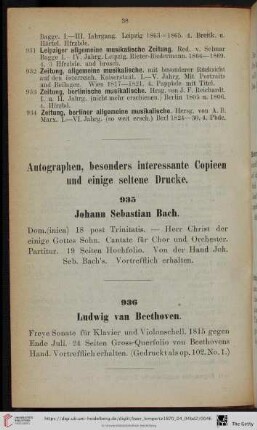 38
Bagge. I.—III. Jahrgang. Leipzig 1863—1865. 4. Breitk. u.
Härtel. Hfrzbde.
931 Leipziger allgemeine musikalische Zeitung. Red. v. Selmar
Bagge I.—IV. Jahrg. Leipzig, Rieter-Biedermann. 1866—1869.
4. 3 Hfrzbde. und brosch.
932 Zeitung, allgemeine musikalische, mit besonderer Rücksicht
auf den österreich. Kaiserstaat. I.—V. Jahrg. Mit Portraits
und Beilagen. Wien 1817—1821. 4. Pappbde mit Titel.
933 Zeitung, berlinische musikalische. Hrsg. von J. F. Reichardt.
I. u. II. Jahrg. (nicht mehr erschienen.) Berlin 1805 u. 1806.
4. Hfrzbd.
934 Zeitung, berliner allgemeine musikalische. Hrsg. von A. B.
Marx. I.—VI. Jahrg. (so weit ersch.) Berl 1824—30. 4. Ppbde.
Autographen, besonders interessante Copieen
und einige seltene Drucke.
935
Johann Sebastian Bach.
Dom.(inica) 18 post Trinitatis. — Herr Christ der
einige Gottes Sohn. Cantate für Chor und Orchester.
Partitur. 19 Seiten Hochfolio. Von der Hand Joh.
Seb. Bach's. Vortrefflich erhalten.
936
Ludwig van Beethoven.
Freye Sonate für Klavier und Violonschell. 1815 gegen
Ende Juli. 24 Seiten Gross-Querfolio von Beethovens
Hand. Vortrefflich erhalten. (Gedruckt als op. 102. No. 1.)
© Universitätsbibliothek Heidelberg
The Getty